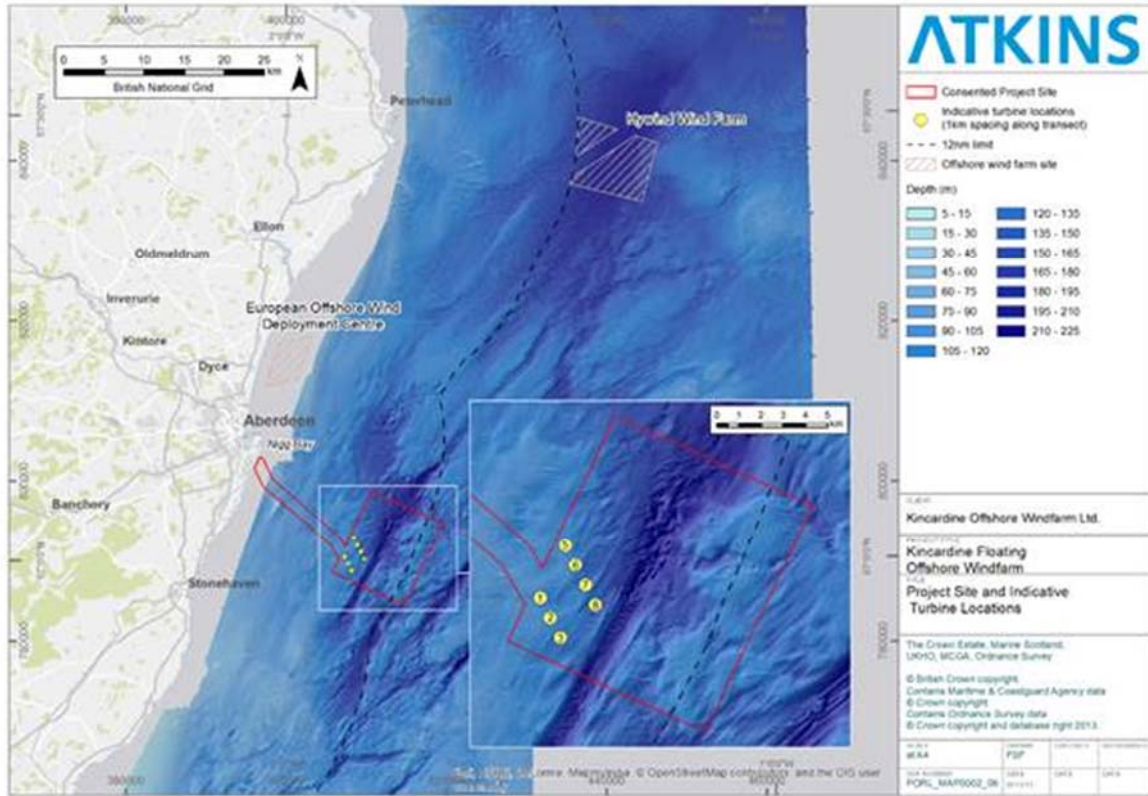 0 5 10 15 20 25
km
N
British National Grid
400000
Peterhead
Hywind Wind Farm
840000
Ellon
Oldmeldrum
European Offshore Wind
Deployment Centre
Inverurie
Kintore
820000
Dyce
Aberdeen
Nigg Bay
800000
Banchory
Stonehaven
780000
0 1 2 3 4 5
km
5
6
7
8
1
2
3
OpenStreetMap contributors, and the GIS user
ATKINS
Consented Project Site
Indicative turbine locations
(1km spacing along transect)
12nm limit
Offshore wind farm site
Depth (m)
5 - 15
15 - 30
30 - 45
45 - 60
60 - 75
75 - 90
90 - 105
105 - 120
120 - 135
135 - 150
150 - 165
165 - 180
180 - 195
195 - 210
210 - 225
Kincardine Offshore Windfarm Ltd.
Kincardine Floating
Offshore Windfarm
Project Site and Indicative
Turbine Locations
The Crown Estate, Marine Scotland,
UKHO, MCGA, Ordnance Survey
© British Crown copyright
Contains Maritime & Coastguard Agency data
© Crown copyright
Contains Ordnance Survey data
© Crown copyright and database right 2013.